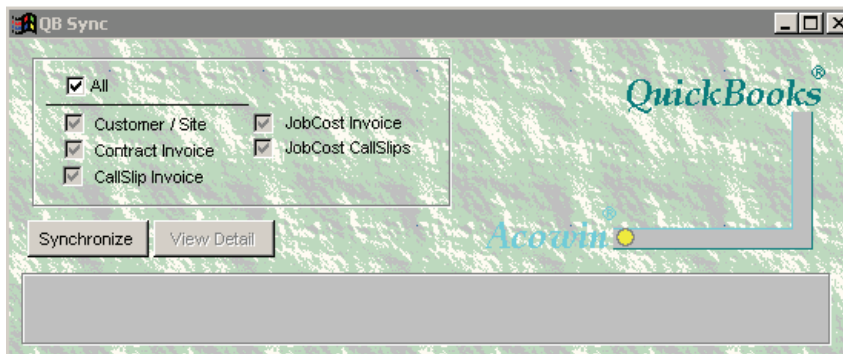 QB Sync
All
Customer / Site
JobCost Invoice
Contract Invoice
JobCost CallSlips
CallSlip Invoice
QuickBooks®
Synchronize
View Detail
Acowin®